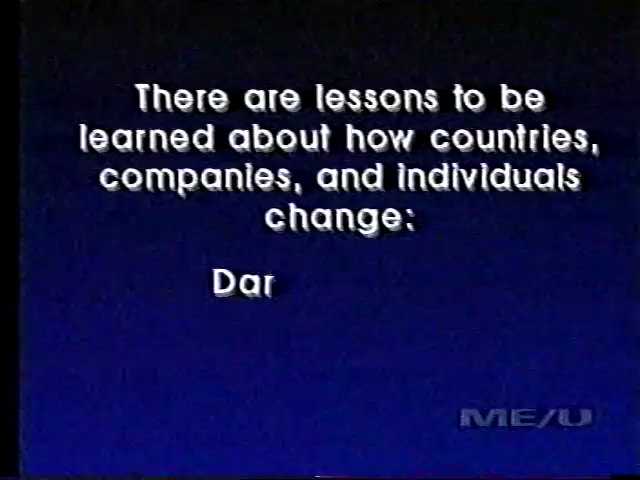 There are lessons to be
learned about how countries,
companies, and individuals
change:
Dar
ME/U